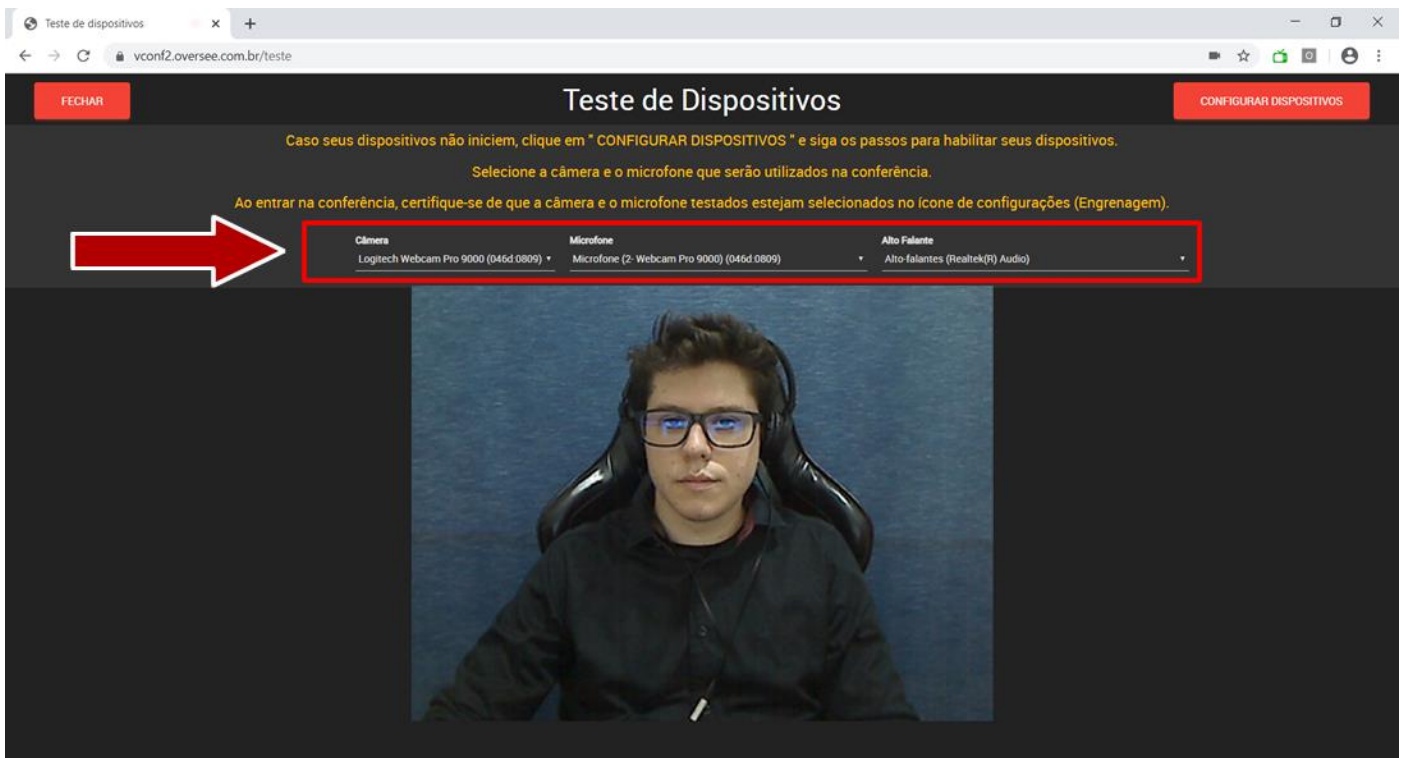 Teste de dispositivos
vconf2.oversee.com.br/teste
FECHAR
Teste de Dispositivos
CONFIGURAR DISPOSITIVOS
Caso seus dispositivos não iniciem, clique em " CONFIGURAR DISPOSITIVOS " e siga os passos para habilitar seus dispositivos.
Selecione a câmera e o microfone que serão utilizados na conferência.
Ao entrar na conferência, certifique-se de que a câmera e o microfone testados estejam selecionados no ícone de configurações (Engrenagem).
Câmera Microfone Alto Falante
Logitech Webcam Pro 9000 (046d:0809) Microfone (2- Webcam Pro 9000) (046d:0809) Alto-falantes (Realtek(R) Audio)